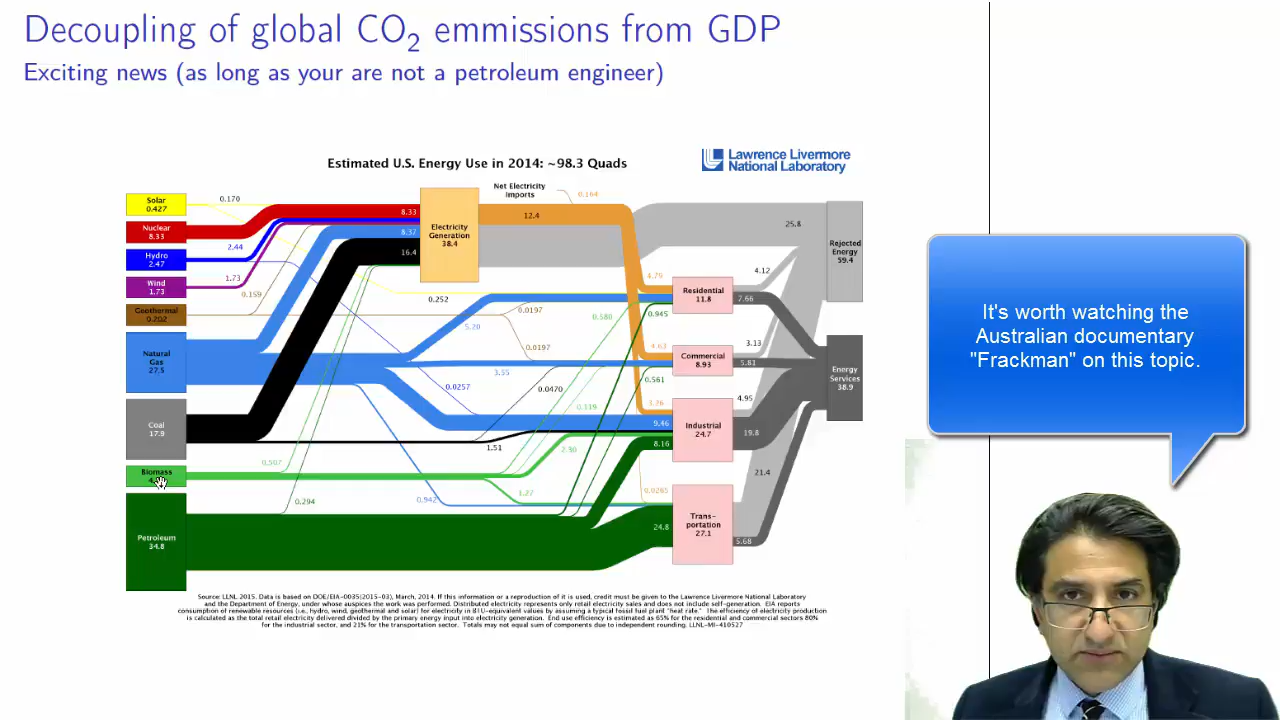 Decoupling of global CO2 emmissions from GDP
Exciting news (as long as your are not a petroleum engineer)
Estimated U.S. Energy Use in 2014: ~98.3 Quads
Lawrence Livermore
National Laboratory
Net Electricity
Imports
0.164
Solar
0.427
0.170
Nuclear
8.33
8.33
12.4
Electricity
Generation
38.4
25.8
Rejected
Energy
59.4
2.44
8.37
Hydro
2.47
16.4
Wind
1.73
1.73
0.159
0.252
4.79
4.12
Residential
11.8
7.66
Geothermal
0.202
0.0197
0.580
0.945
5.20
Natural
Gas
27.5
0.0197
4.63
3.13
Commercial
8.93
5.81
0.0257
0.0470
0.561
Energy
Services
38.9
0.119
3.26
4.95
Coal
17.9
9.46
Industrial
24.7
19.8
8.16
1.51
2.30
0.507
21.4
Biomass
1.27
0.0265
0.294
0.942
Petroleum
34.8
24.8
Trans-
portation
27.1
5.68
Source: LLNL 2015. Data is based on DOE/EIA-0035(2015-03), March, 2014. If this information or a reproduction of it is used, credit must be given to the Lawrence Livermore National Laboratory
and the Department of Energy, under whose auspices the work was performed. Distributed electricity represents only retail electricity sales and does not include self-generation. EIA reports
consumption of renewable resources (i.e., hydro, wind, geothermal and solar) for electricity in BTU-equivalent values by assuming a typical fossil fuel plant "heat rate." The efficiency of electricity production
is calculated as the total retail electricity delivered divided by the primary energy input into electricity generation. End use efficiency is estimated as 65% for the residential and commercial sectors 80%
for the industrial sector, and 21% for the transportation sector. Totals may not equal sum of components due to independent rounding. LLNL-MI-410527
It's worth watching the
Australian documentary
"Frackman" on this topic.